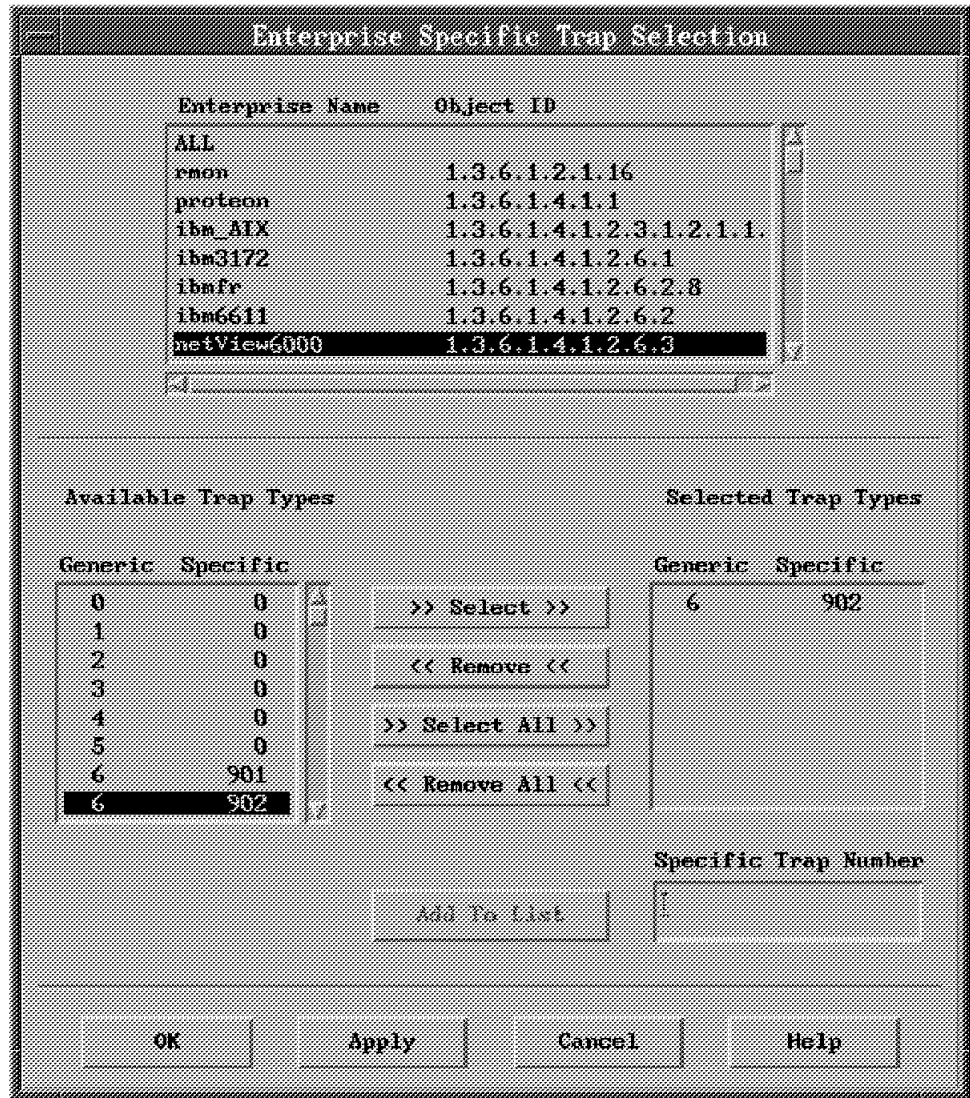 Enterprise Specific Trap Selection
Enterprise Name Object ID
ALL
rmon 1.3.6.1.2.1.16
proteon 1.3.6.1.4.1.1
ibm_AIX 1.3.6.1.4.1.2.3.1.2.1.1.
ibm3172 1.3.6.1.4.1.2.6.1
ibmfr 1.3.6.1.4.1.2.6.2.8
ibm6611 1.3.6.1.4.1.2.6.2
netView6000 1.3.6.1.4.1.2.6.3
Available Trap Types
Selected Trap Types
Generic Specific
Generic Specific
0 0
1 0
2 0
3 0
4 0
5 0
6 901
6 902
>> Select >>
<< Remove <<
>> Select All >>
<< Remove All <<
6 902
Specific Trap Number
Add To List
OK Apply Cancel Help